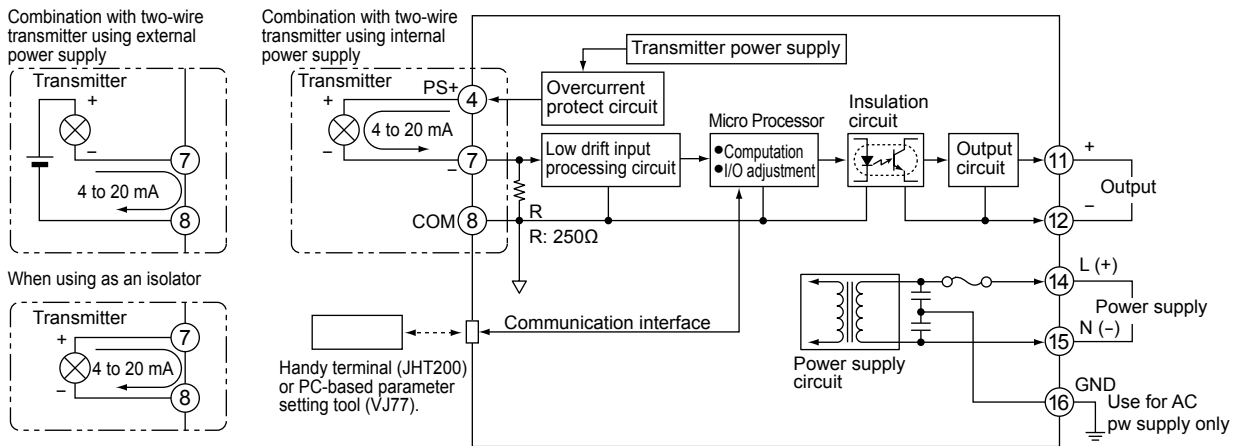 Combination with two-wire
transmitter using external
power supply
Transmitter
+
−
7
4 to 20 mA
8
When using as an isolator
Transmitter
+
7
4 to 20 mA
−
8
Combination with two-wire
transmitter using internal
power supply
Transmitter
PS+
+
4
4 to 20 mA
−
7
−
COM
8
R
R: 250Ω
Transmitter power supply
Overcurrent
protect circuit
Low drift input
processing circuit
Micro Processor
●Computation
●I/O adjustment
Insulation
circuit
Output
circuit
11
+
Output
−
12
Communication interface
Handy terminal (JHT200)
or PC-based parameter
setting tool (VJ77).
Power supply
circuit
L (+)
14
Power supply
N (−)
15
GND
16
Use for AC
pw supply only